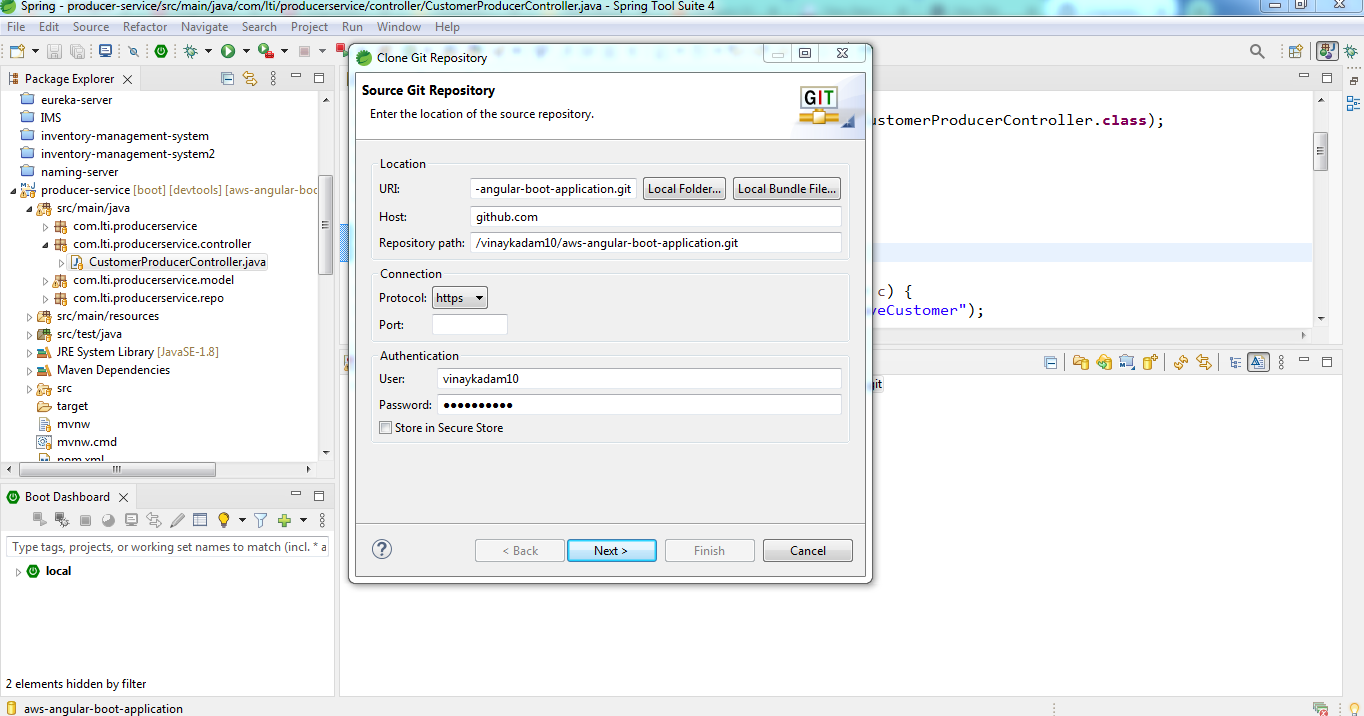 Spring - producer-service/src/main/java/com/lti/producerservice/controller/CustomerProducerController.java - Spring Tool Suite 4
File Edit Source Refactor Navigate Search Project Run Window Help
Package Explorer
eureka-server
IMS
inventory-management-system
inventory-management-system2
naming-server
producer-service [boot] [devtools] [aws-angular-boo
src/main/java
com.lti.producerservice
com.lti.producerservice.controller
CustomerProducerController.java
com.lti.producerservice.model
com.lti.producerservice.repo
src/main/resources
src/test/java
JRE System Library [JavaSE-1.8]
Maven Dependencies
src
target
mvnw
mvnw.cmd
pom.xml
Boot Dashboard
Type tags, projects, or working set names to match (incl. * a
local
2 elements hidden by filter
aws-angular-boot-application
Clone Git Repository
Source Git Repository
Enter the location of the source repository.
GIT
Location
URI: -angular-boot-application.git Local Folder... Local Bundle File...
Host: github.com
Repository path: /vinaykadam10/aws-angular-boot-application.git
Connection
Protocol: https
Port:
Authentication
User: vinaykadam10
Password: ●●●●●●●●●●
Store in Secure Store
< Back Next > Finish Cancel
ustomerProducerController.class);
c) {
veCustomer");
git